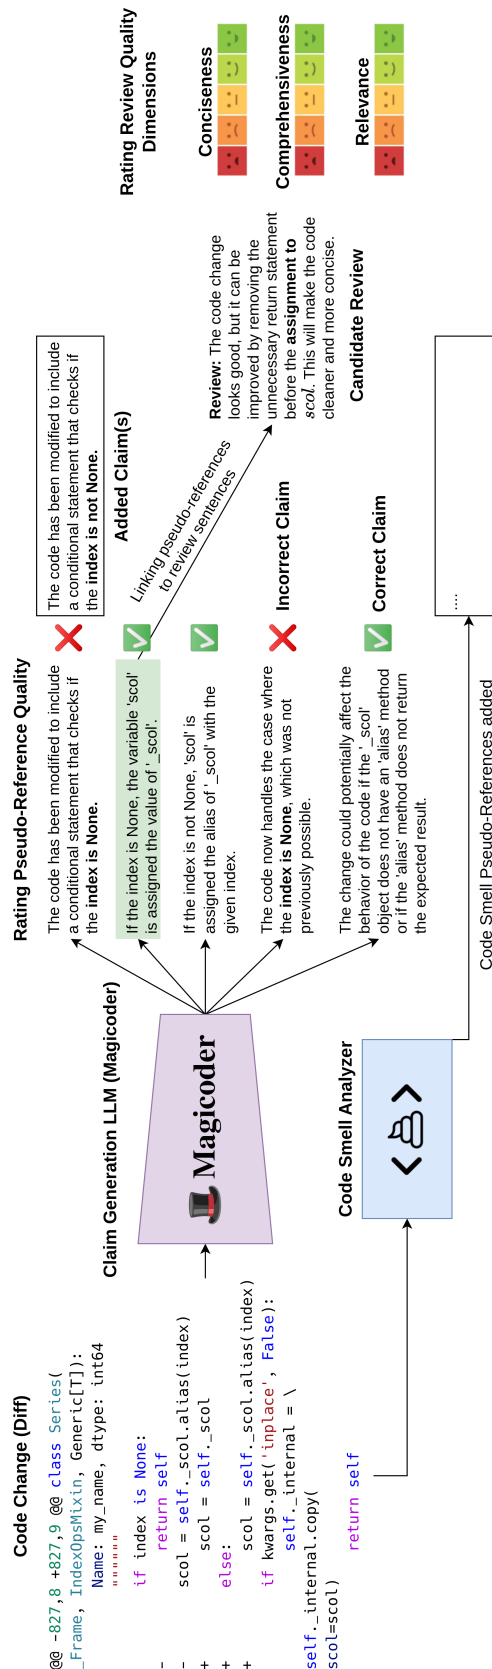 Code Change (Diff)
@@ -827,8 +827,9 @@ class Series(
_Frame, IndexOpsMixin, Generic[T]):
Name: my_name, dtype: int64
"""
if index is None:
- return self
- scol = self._scol.alias(index)
+ scol = self._scol
+ else:
+ scol = self._scol.alias(index)
if kwargs.get('inplace', False):
self._internal = \
self._internal.copy(
scol=scol)
return self
Claim Generation LLM (Magicoder)
Magicoder
Code Smell Analyzer
Rating Pseudo-Reference Quality
The code has been modified to include
a conditional statement that checks if
the index is None.
If the index is None, the variable 'scol'
is assigned the value of '_scol'.
If the index is not None, 'scol' is
assigned the alias of '_scol' with the
given index.
The code now handles the case where
the index is None, which was not
previously possible.
The change could potentially affect the
behavior of the code if the '_scol'
object does not have an 'alias' method
or if the 'alias' method does not return
the expected result.
Code Smell Pseudo-References added
The code has been modified to include
a conditional statement that checks if
the index is not None.
Added Claim(s)
Linking pseudo-references
to review sentences
Incorrect Claim
Correct Claim
....
Review: The code change
looks good, but it can be
improved by removing the
unnecessary return statement
before the assignment to
scol. This will make the code
cleaner and more concise.
Candidate Review
Rating Review Quality
Dimensions
Conciseness
Comprehensiveness
Relevance